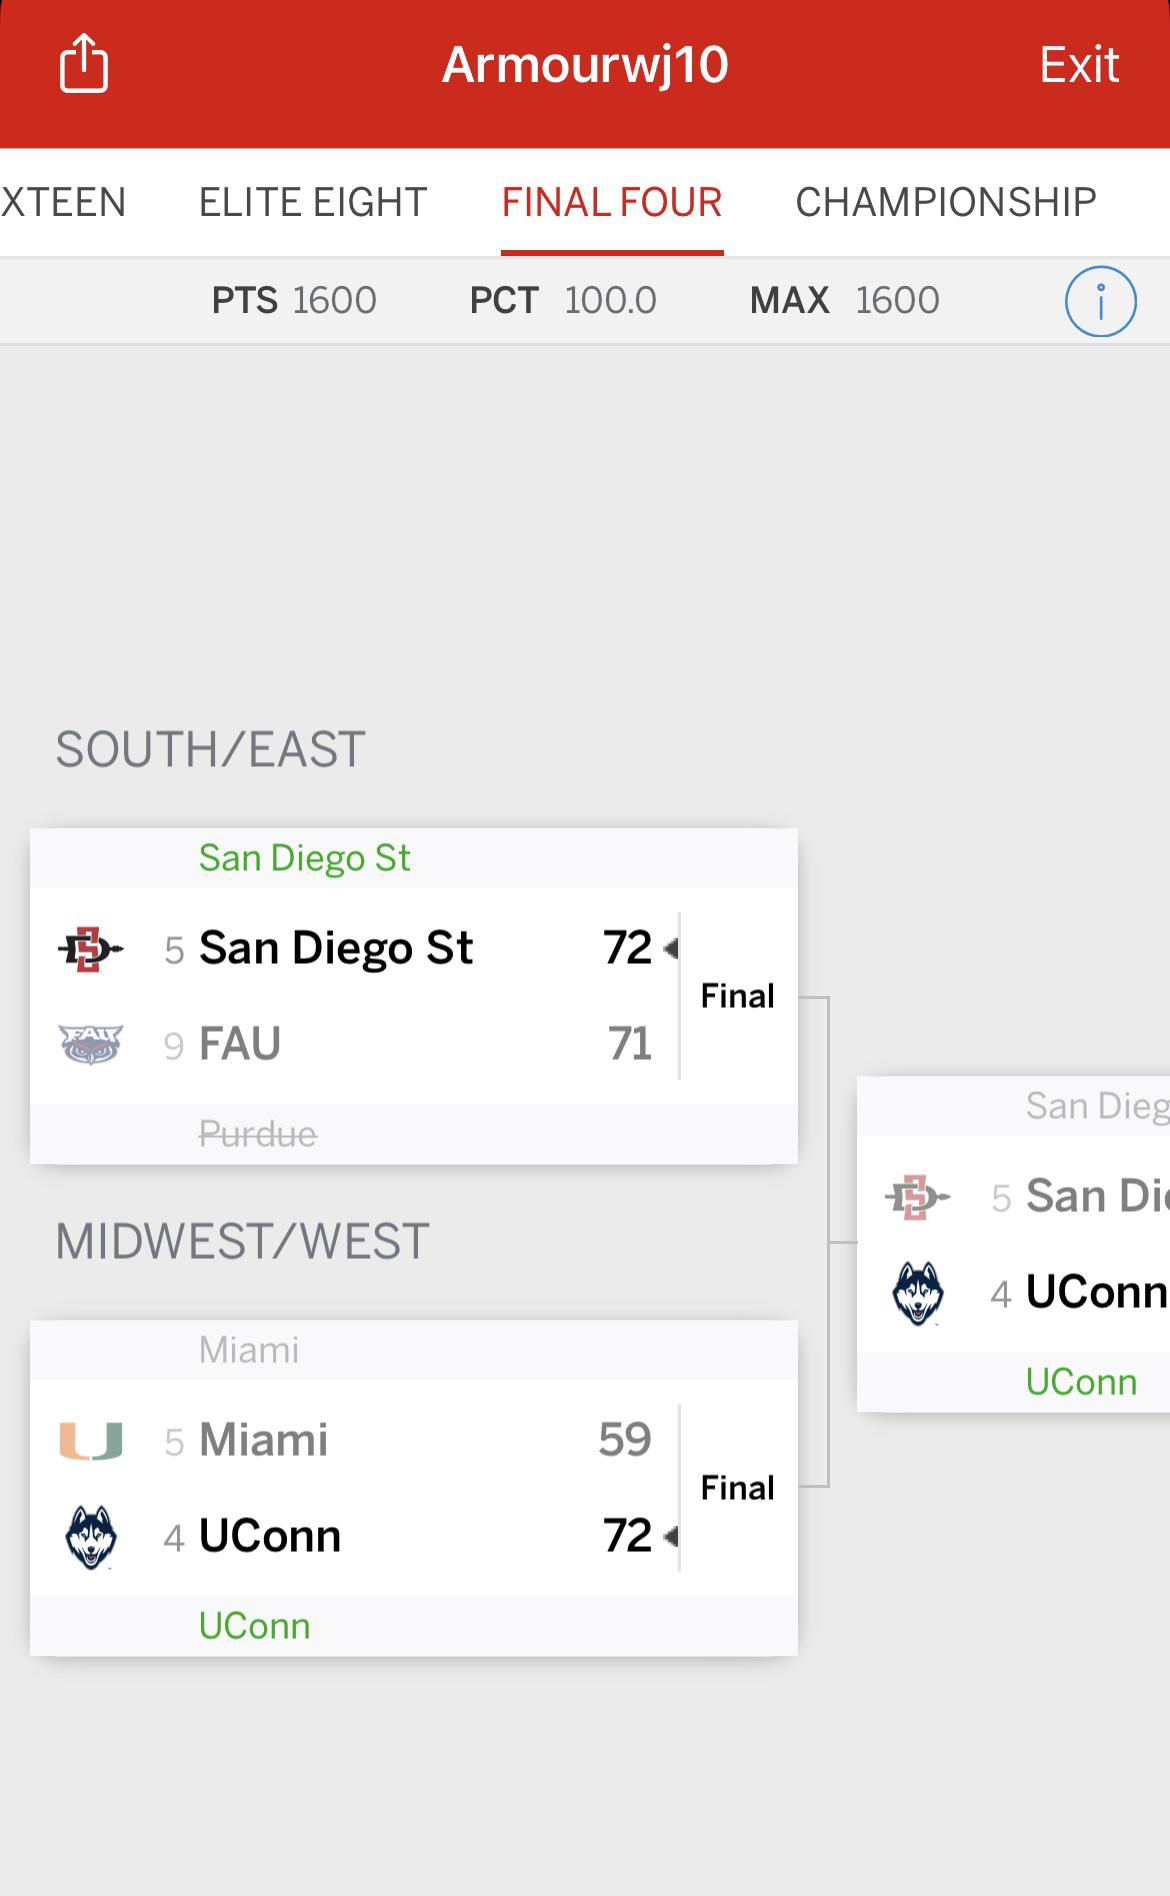 Armourwj10
Exit
XTEEN ELITE EIGHT FINAL FOUR CHAMPIONSHIP
PTS 1600 PCT 100.0 MAX 1600
SOUTH/EAST
San Diego St
5 San Diego St 72
Final
9 FAU 71
Purdue
MIDWEST/WEST
Miami
5 Miami 59
Final
4 UConn 72
UConn
San Dieg
5 San Die
4 UConn
UConn